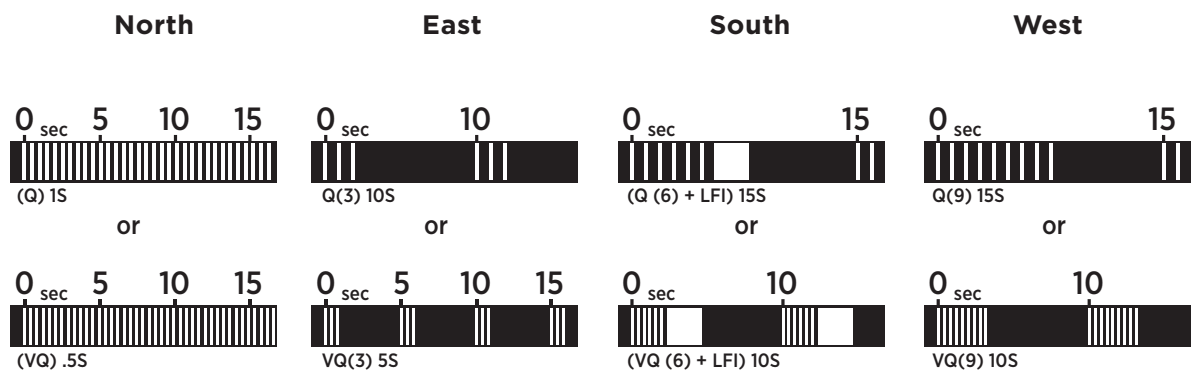 North East South West
0 sec 5 10 15 0 sec 10 0 sec 15 0 sec 15
(Q) 1S Q(3) 10S (Q (6) + LFI) 15S Q(9) 15S
or or or or
0 sec 5 10 15 0 sec 5 10 15 0 sec 10 0 sec 10
(VQ) .5S VQ(3) 5S (VQ (6) + LFI) 10S VQ(9) 10S